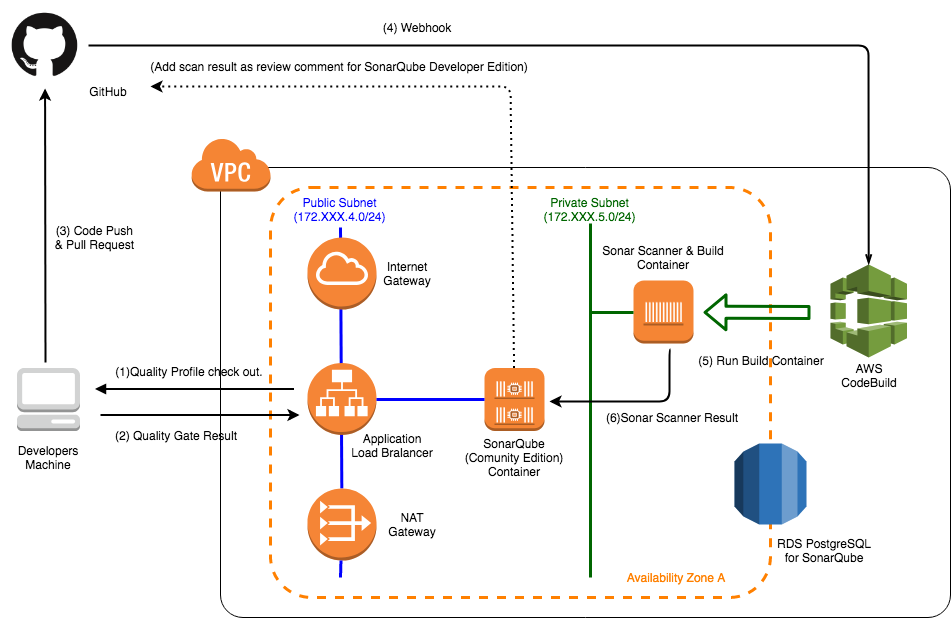 (4) Webhook
(Add scan result as review comment for SonarQube Developer Edition)
GitHub
VPC
Public Subnet
(172.XXX.4.0/24)
Private Subnet
(172.XXX.5.0/24)
(3) Code Push
& Pull Request
Internet
Gateway
Sonar Scanner & Build
Container
(5) Run Build Container
AWS
CodeBuild
(1)Quality Profile check out.
(2) Quality Gate Result
(6)Sonar Scanner Result
Developers
Machine
Application
Load Bralancer
SonarQube
(Comunity Edition)
Container
NAT
Gateway
RDS PostgreSQL
for SonarQube
Availability Zone A